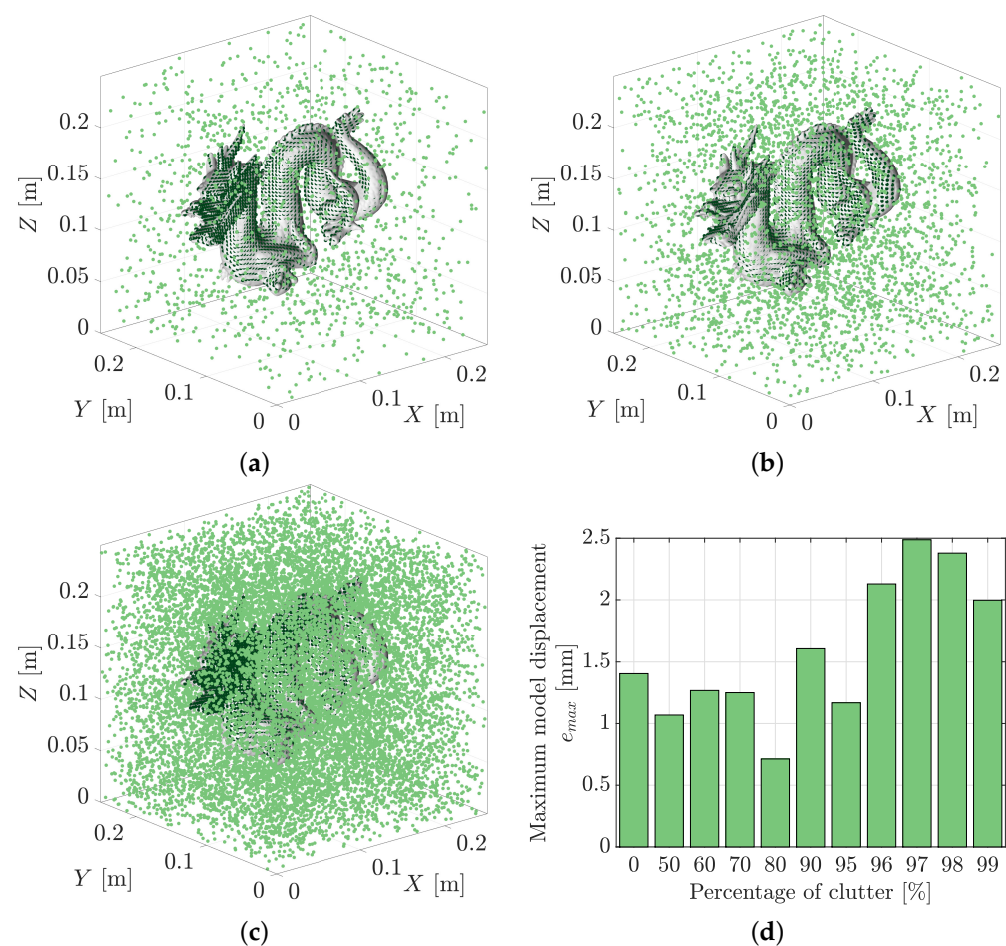 0.2
0.15
0.1
0.05
0
Z [m]
0.2
0.1
0
Y [m]
0
0.1
0.2
X [m]
(a)
0.2
0.15
0.1
0.05
0
Z [m]
0.2
0.1
0
Y [m]
0
0.1
0.2
X [m]
(b)
0.2
0.15
0.1
0.05
0
Z [m]
0.2
0.1
0
Y [m]
0
0.1
0.2
X [m]
(c)
Maximum model displacement
e_max [mm]
2.5
2
1.5
1
0.5
0
0 50 60 70 80 90 95 96 97 98 99
Percentage of clutter [%]
(d)